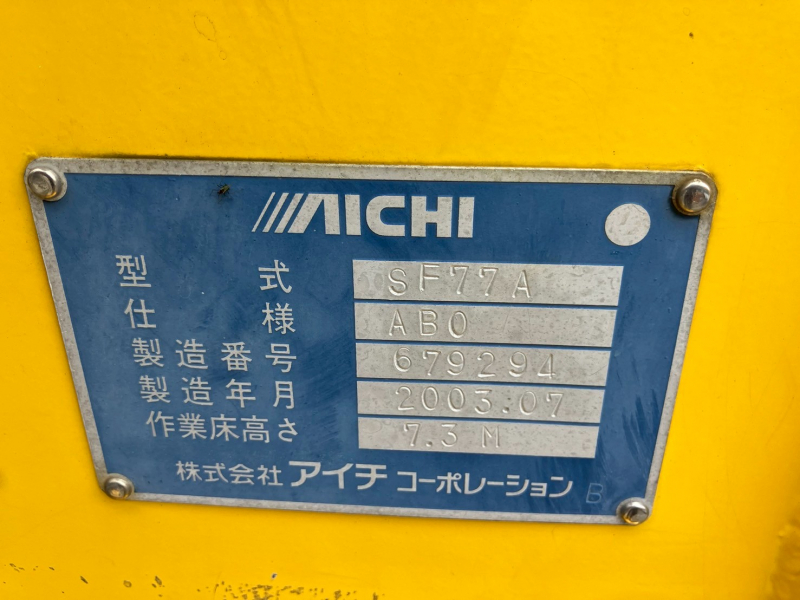 AICHI
型式 SF77A
仕様 AB0
製造番号 679294
製造年月 2003.07
作業床高さ 7.3 M
株式会社 アイチ コーポレーション B